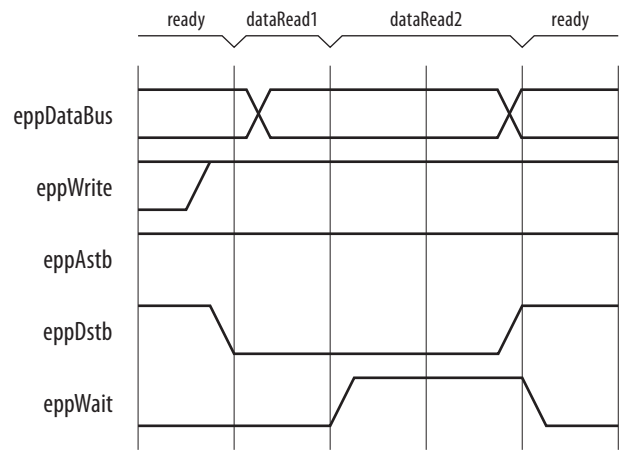 ready dataRead1 dataRead2 ready
eppDataBus
eppWrite
eppAstb
eppDstb
eppWait